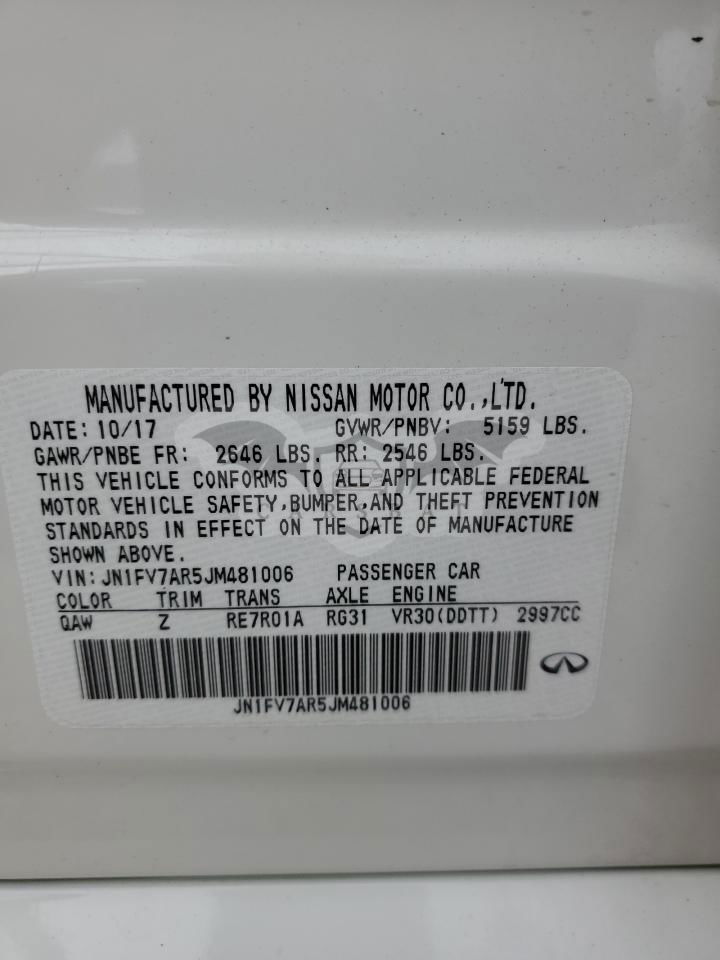 MANUFACTURED BY NISSAN MOTOR CO.,LTD.
DATE: 10/17 GVWR/PNBV: 5159 LBS.
GAWR/PNBE FR: 2646 LBS. RR: 2546 LBS.
THIS VEHICLE CONFORMS TO ALL APPLICABLE FEDERAL
MOTOR VEHICLE SAFETY,BUMPER,AND THEFT PREVENTION
STANDARDS IN EFFECT ON THE DATE OF MANUFACTURE
SHOWN ABOVE.
VIN: JN1FV7AR5JM481006 PASSENGER CAR
COLOR TRIM TRANS AXLE ENGINE
QAW Z RE7R01A RG31 VR30(DDTT) 2997CC
JN1FV7AR5JM481006